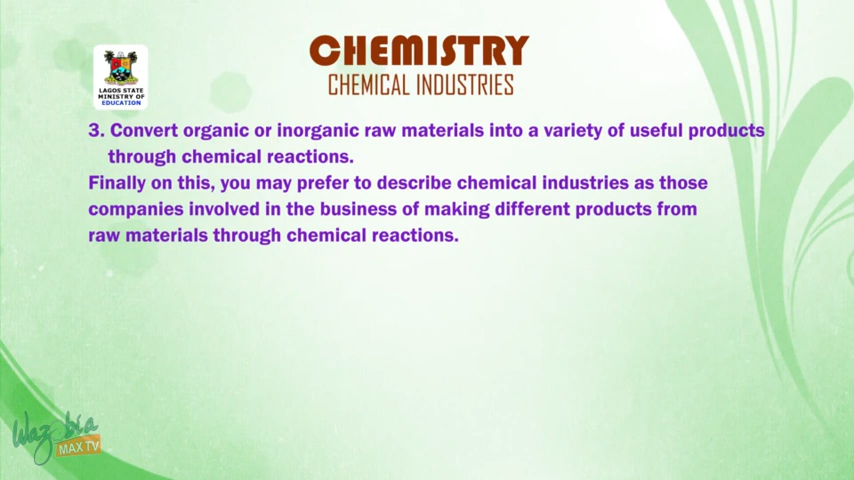 CHEMISTRY
CHEMICAL INDUSTRIES
LAGOS STATE
MINISTRY OF
EDUCATION
3. Convert organic or inorganic raw materials into a variety of useful products
through chemical reactions.
Finally on this, you may prefer to describe chemical industries as those
companies involved in the business of making different products from
raw materials through chemical reactions.
Wazobia
MAX TV